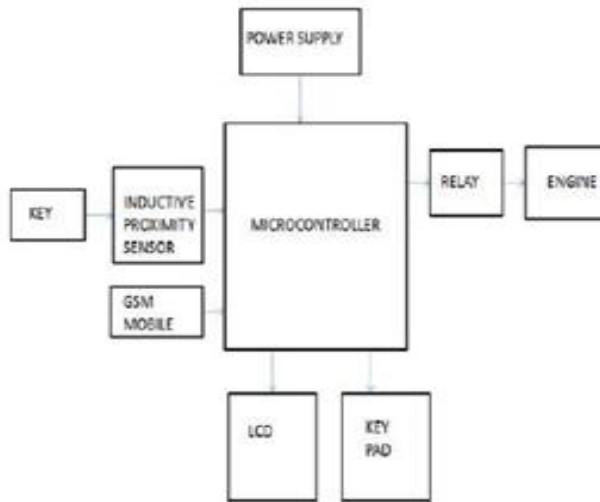 POWER SUPPLY
KEY
INDUCTIVE
PROXIMITY
SENSOR
MICROCONTROLLER
RELAY
ENGINE
GSM
MOBILE
LCD
KEY
PAD